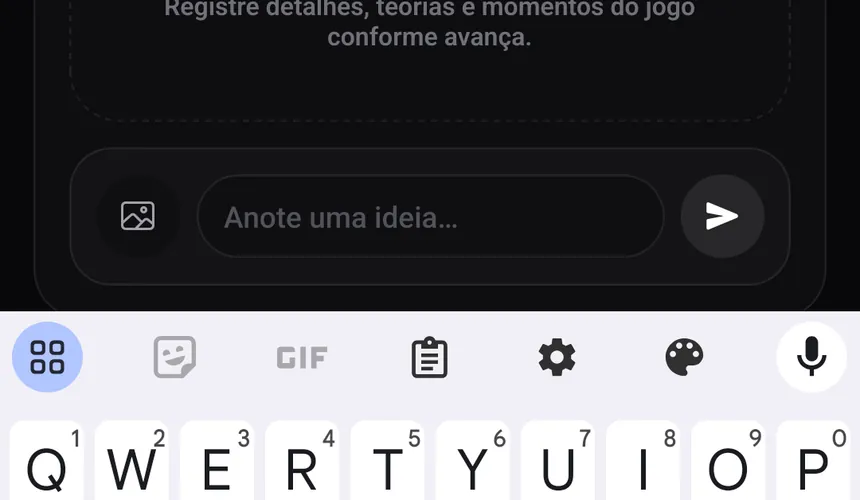 Registre detalhes, teorias e momentos do jogo
conforme avança.
Anote uma ideia...
GIF
1 2 3 4 5 6 7 8 9 0
Q W E R T Y U I O P